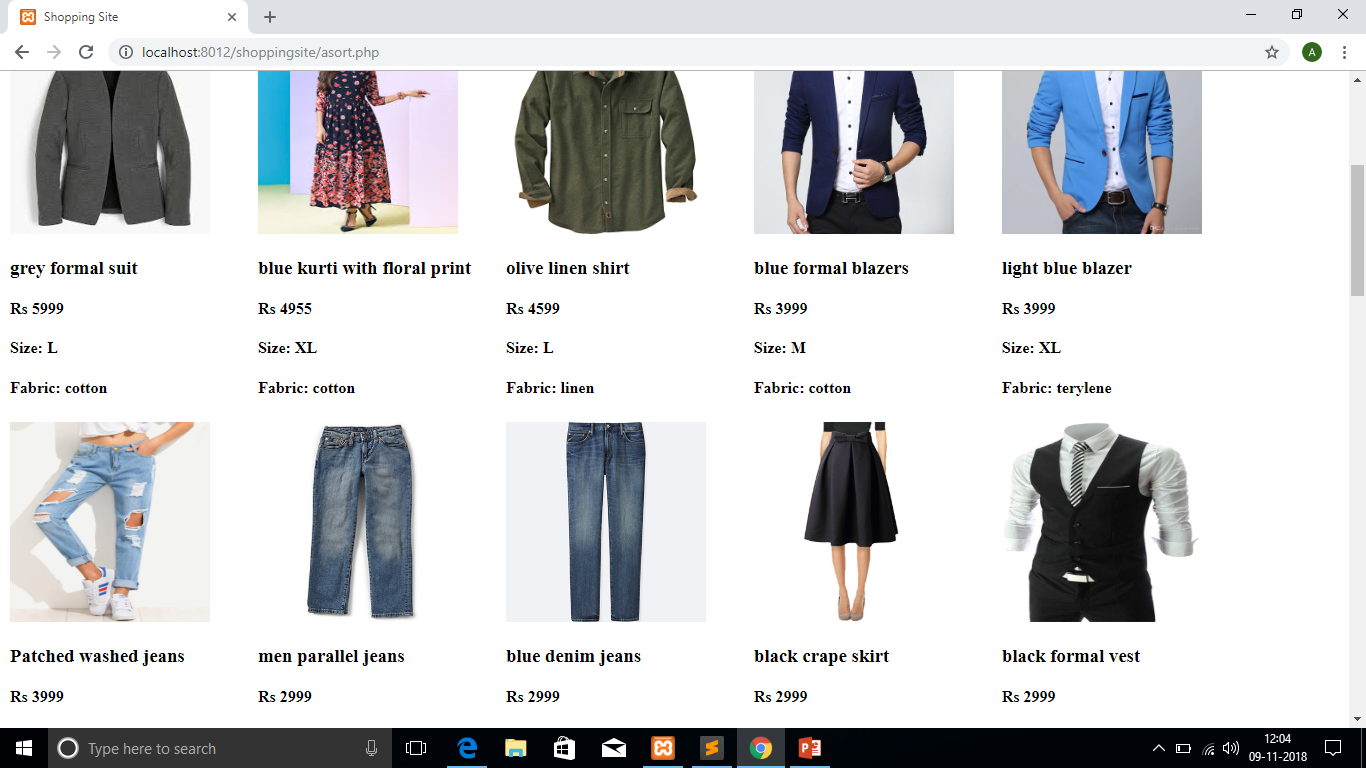 Shopping Site
localhost:8012/shoppingsite/asort.php
A
grey formal suit
blue kurti with floral print
olive linen shirt
blue formal blazers
light blue blazer
Rs 5999
Rs 4955
Rs 4599
Rs 3999
Rs 3999
Size: L
Size: XL
Size: L
Size: M
Size: XL
Fabric: cotton
Fabric: cotton
Fabric: linen
Fabric: cotton
Fabric: terylene
Patched washed jeans
men parallel jeans
blue denim jeans
black crape skirt
black formal vest
Rs 3999
Rs 2999
Rs 2999
Rs 2999
Rs 2999
Type here to search
12:04
09-11-2018